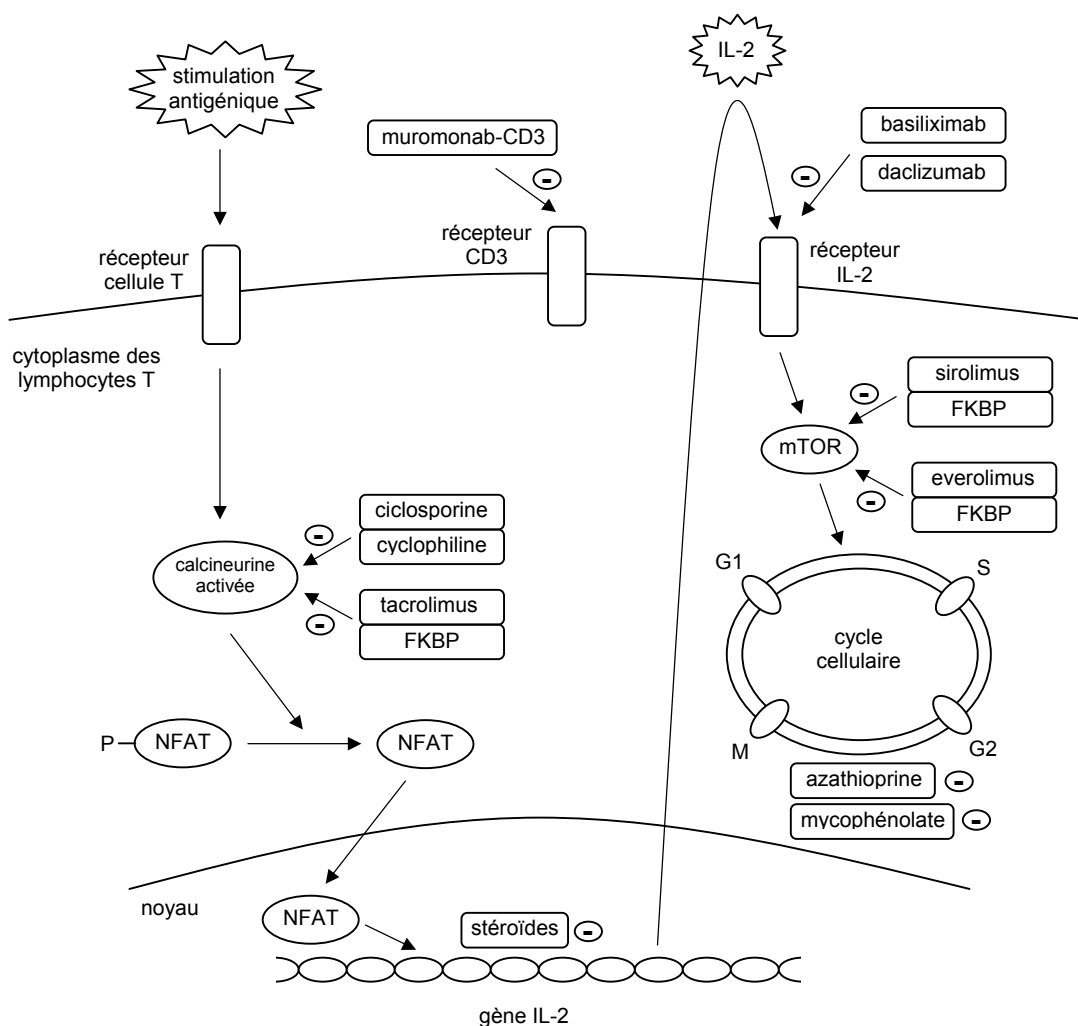 stimulation
antigénique
IL-2
muromonab-CD3
-
basiliximab
daclizumab
-
récepteur
cellule T
récepteur
CD3
récepteur
IL-2
cytoplasme des
lymphocytes T
sirolimus
FKBP
-
mTOR
everolimus
FKBP
-
ciclosporine
cyclophiline
-
calcineurine
activée
tacrolimus
FKBP
-
G1
S
cycle
cellulaire
M
G2
P
NFAT
NFAT
azathioprine
-
mycophénolate
-
noyau
NFAT
stéroïdes
-
gène IL-2